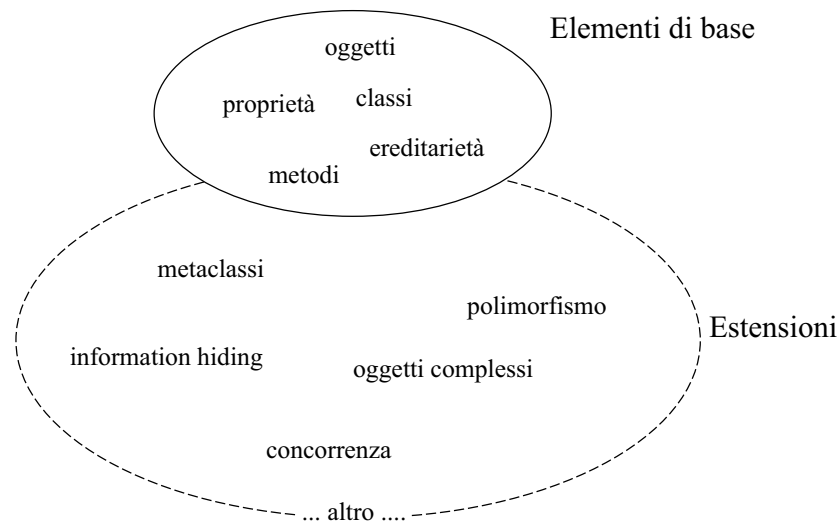 Elementi di base
oggetti
proprietà
classi
ereditarietà
metodi
metaclassi
polimorfismo
Estensioni
information hiding
oggetti complessi
concorrenza
... altro ....